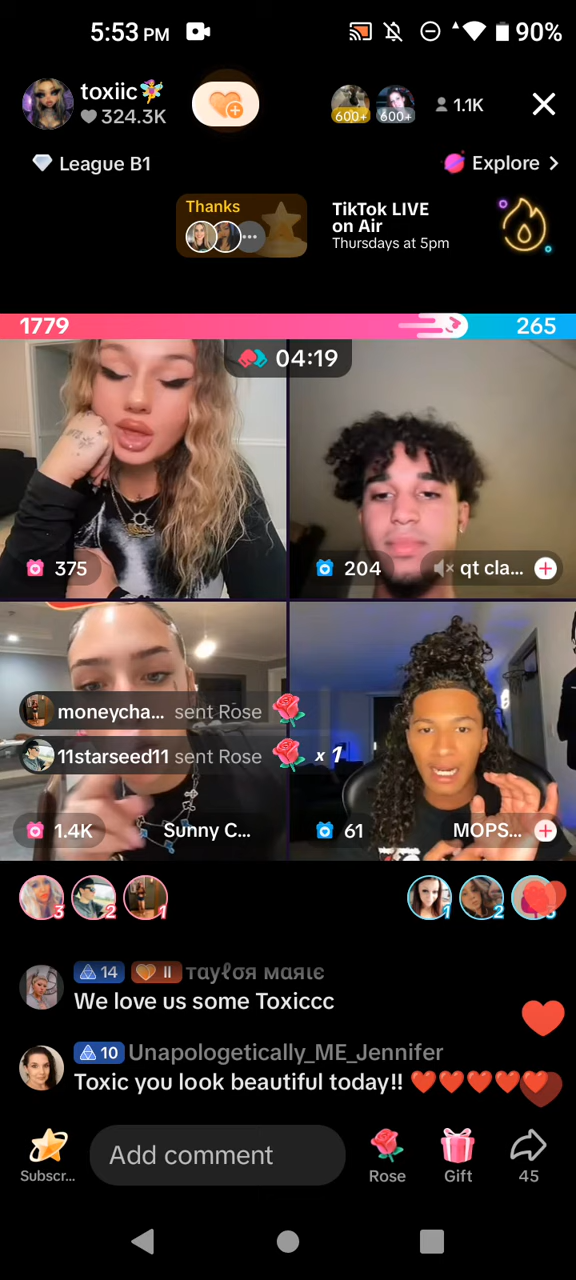 5:53 PM
90%
toxiic🧚‍♀️
324.3K
600+
600+
1.1K
League B1
Explore >
Thanks
TikTok LIVE
on Air
Thursdays at 5pm
1779
265
04:19
375
204
qt cla...
moneycha... sent Rose
11starseed11 sent Rose
x 1
1.4K
Sunny C...
61
MOPS...
3
2
1
1
2
14 II ταуℓσя мαяιє
We love us some Toxiccc
10 Unapologetically_ME_Jennifer
Toxic you look beautiful today!! ❤️❤️❤️❤️❤️
Subscr...
Add comment
Rose
Gift
45